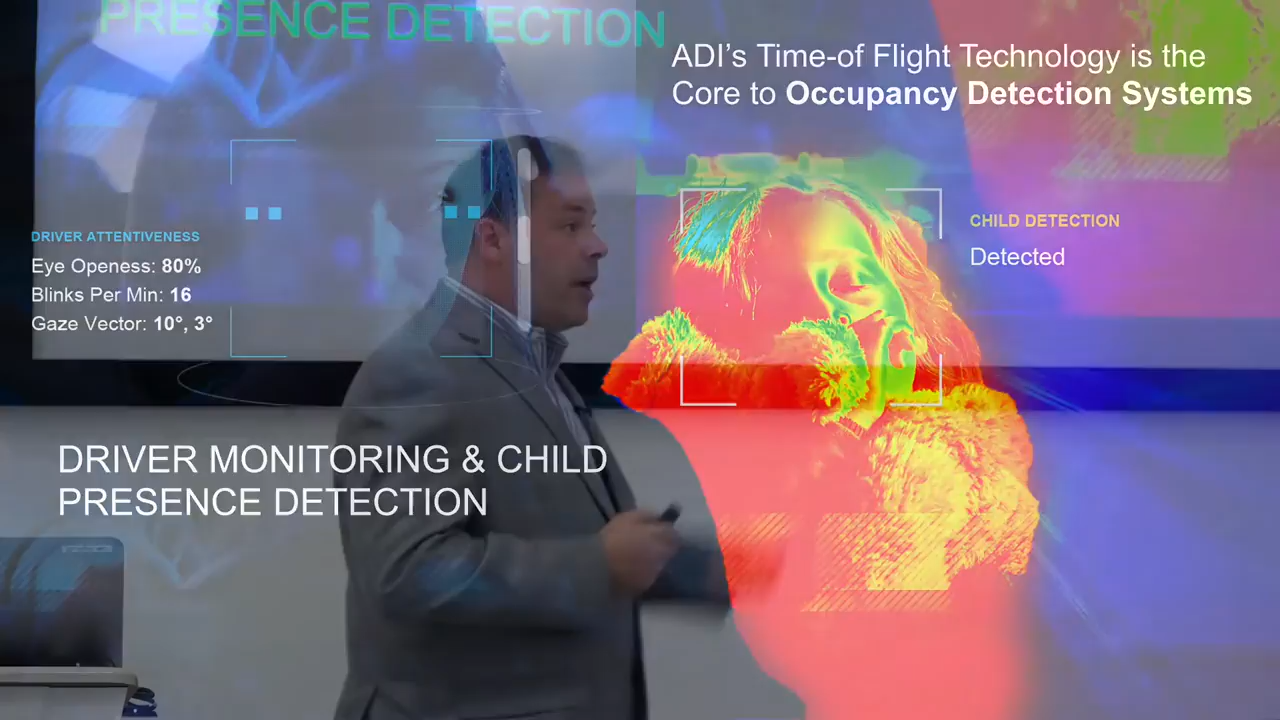 PRESENCE DETECTION
ADI's Time-of Flight Technology is the
Core to Occupancy Detection Systems
CHILD DETECTION
Detected
DRIVER ATTENTIVENESS
Eye Openess: 80%
Blinks Per Min: 16
Gaze Vector: 10°, 3°
DRIVER MONITORING & CHILD
PRESENCE DETECTION